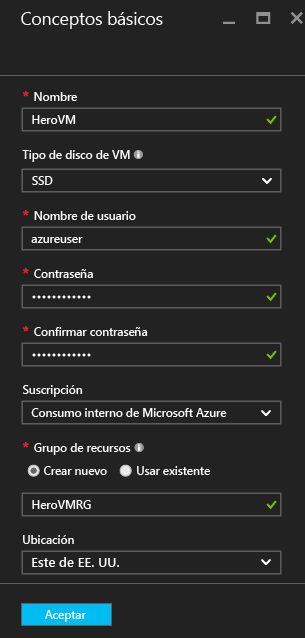 Conceptos básicos
* Nombre
HeroVM
Tipo de disco de VM
SSD
* Nombre de usuario
azureuser
* Contraseña
••••••••••••
* Confirmar contraseña
••••••••••••
Suscripción
Consumo interno de Microsoft Azure
* Grupo de recursos
Crear nuevo Usar existente
HeroVMRG
Ubicación
Este de EE. UU.
Aceptar